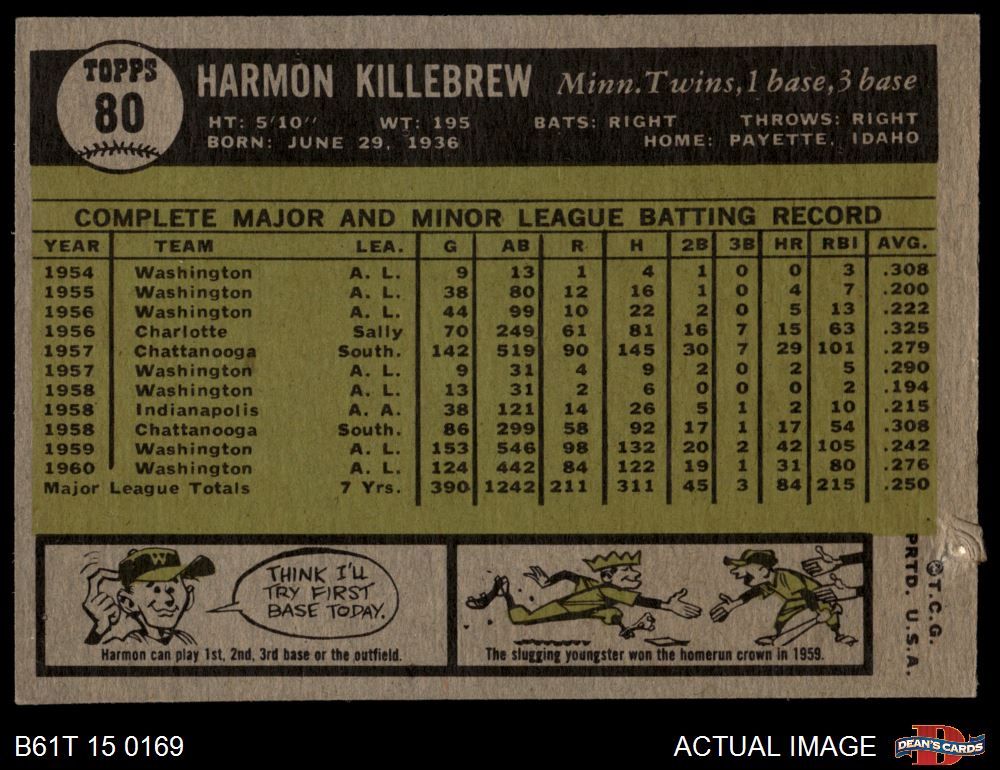 TOPPS
80
HARMON KILLEBREW Minn. Twins, 1 base, 3 base
HT: 5'10" WT: 195 BATS: RIGHT THROWS: RIGHT
BORN: JUNE 29, 1936 HOME: PAYETTE, IDAHO
COMPLETE MAJOR AND MINOR LEAGUE BATTING RECORD
YEAR TEAM LEA. G AB R H 2B 3B HR RBI AVG.
1954 Washington A. L. 9 13 1 4 1 0 0 3 .308
1955 Washington A. L. 38 80 12 16 1 0 4 7 .200
1956 Washington A. L. 44 99 10 22 2 0 5 13 .222
1956 Charlotte Sally 70 249 61 81 16 7 15 63 .325
1957 Chattanooga South. 142 519 90 145 30 7 29 101 .279
1957 Washington A. L. 9 31 4 9 2 0 2 5 .290
1958 Washington A. L. 13 31 2 6 0 0 0 2 .194
1958 Indianapolis A. A. 38 121 14 26 5 1 2 10 .215
1958 Chattanooga South. 86 299 58 92 17 1 17 54 .308
1959 Washington A. L. 153 546 98 132 20 2 42 105 .242
1960 Washington A. L. 124 442 84 122 19 1 31 80 .276
Major League Totals 7 Yrs. 390 1242 211 311 45 3 84 215 .250
W
THINK I'LL
TRY FIRST
BASE TODAY.
Harmon can play 1st, 2nd, 3rd base or the outfield.
The slugging youngster won the homerun crown in 1959.
©T.C.G.
PRTD. U.S.A.
B61T 15 0169
ACTUAL IMAGE
D
DEAN'S CARDS